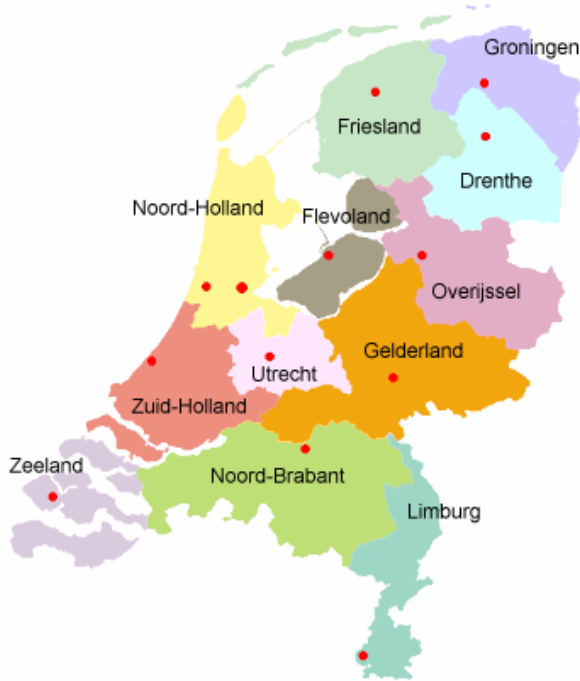 Groningen
Friesland
Drenthe
Noord-Holland
Flevoland
Overijssel
Gelderland
Utrecht
Zuid-Holland
Zeeland
Noord-Brabant
Limburg